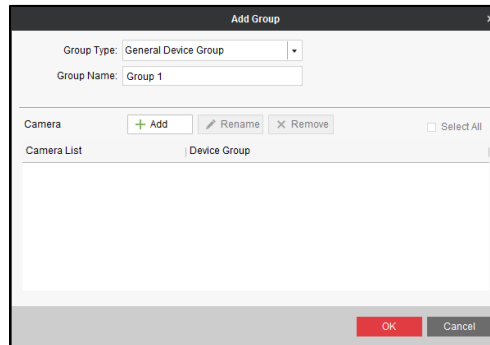 Add Group
Group Type: General Device Group
Group Name: Group 1
Camera Add Rename Remove Select All
Camera List Device Group
OK Cancel